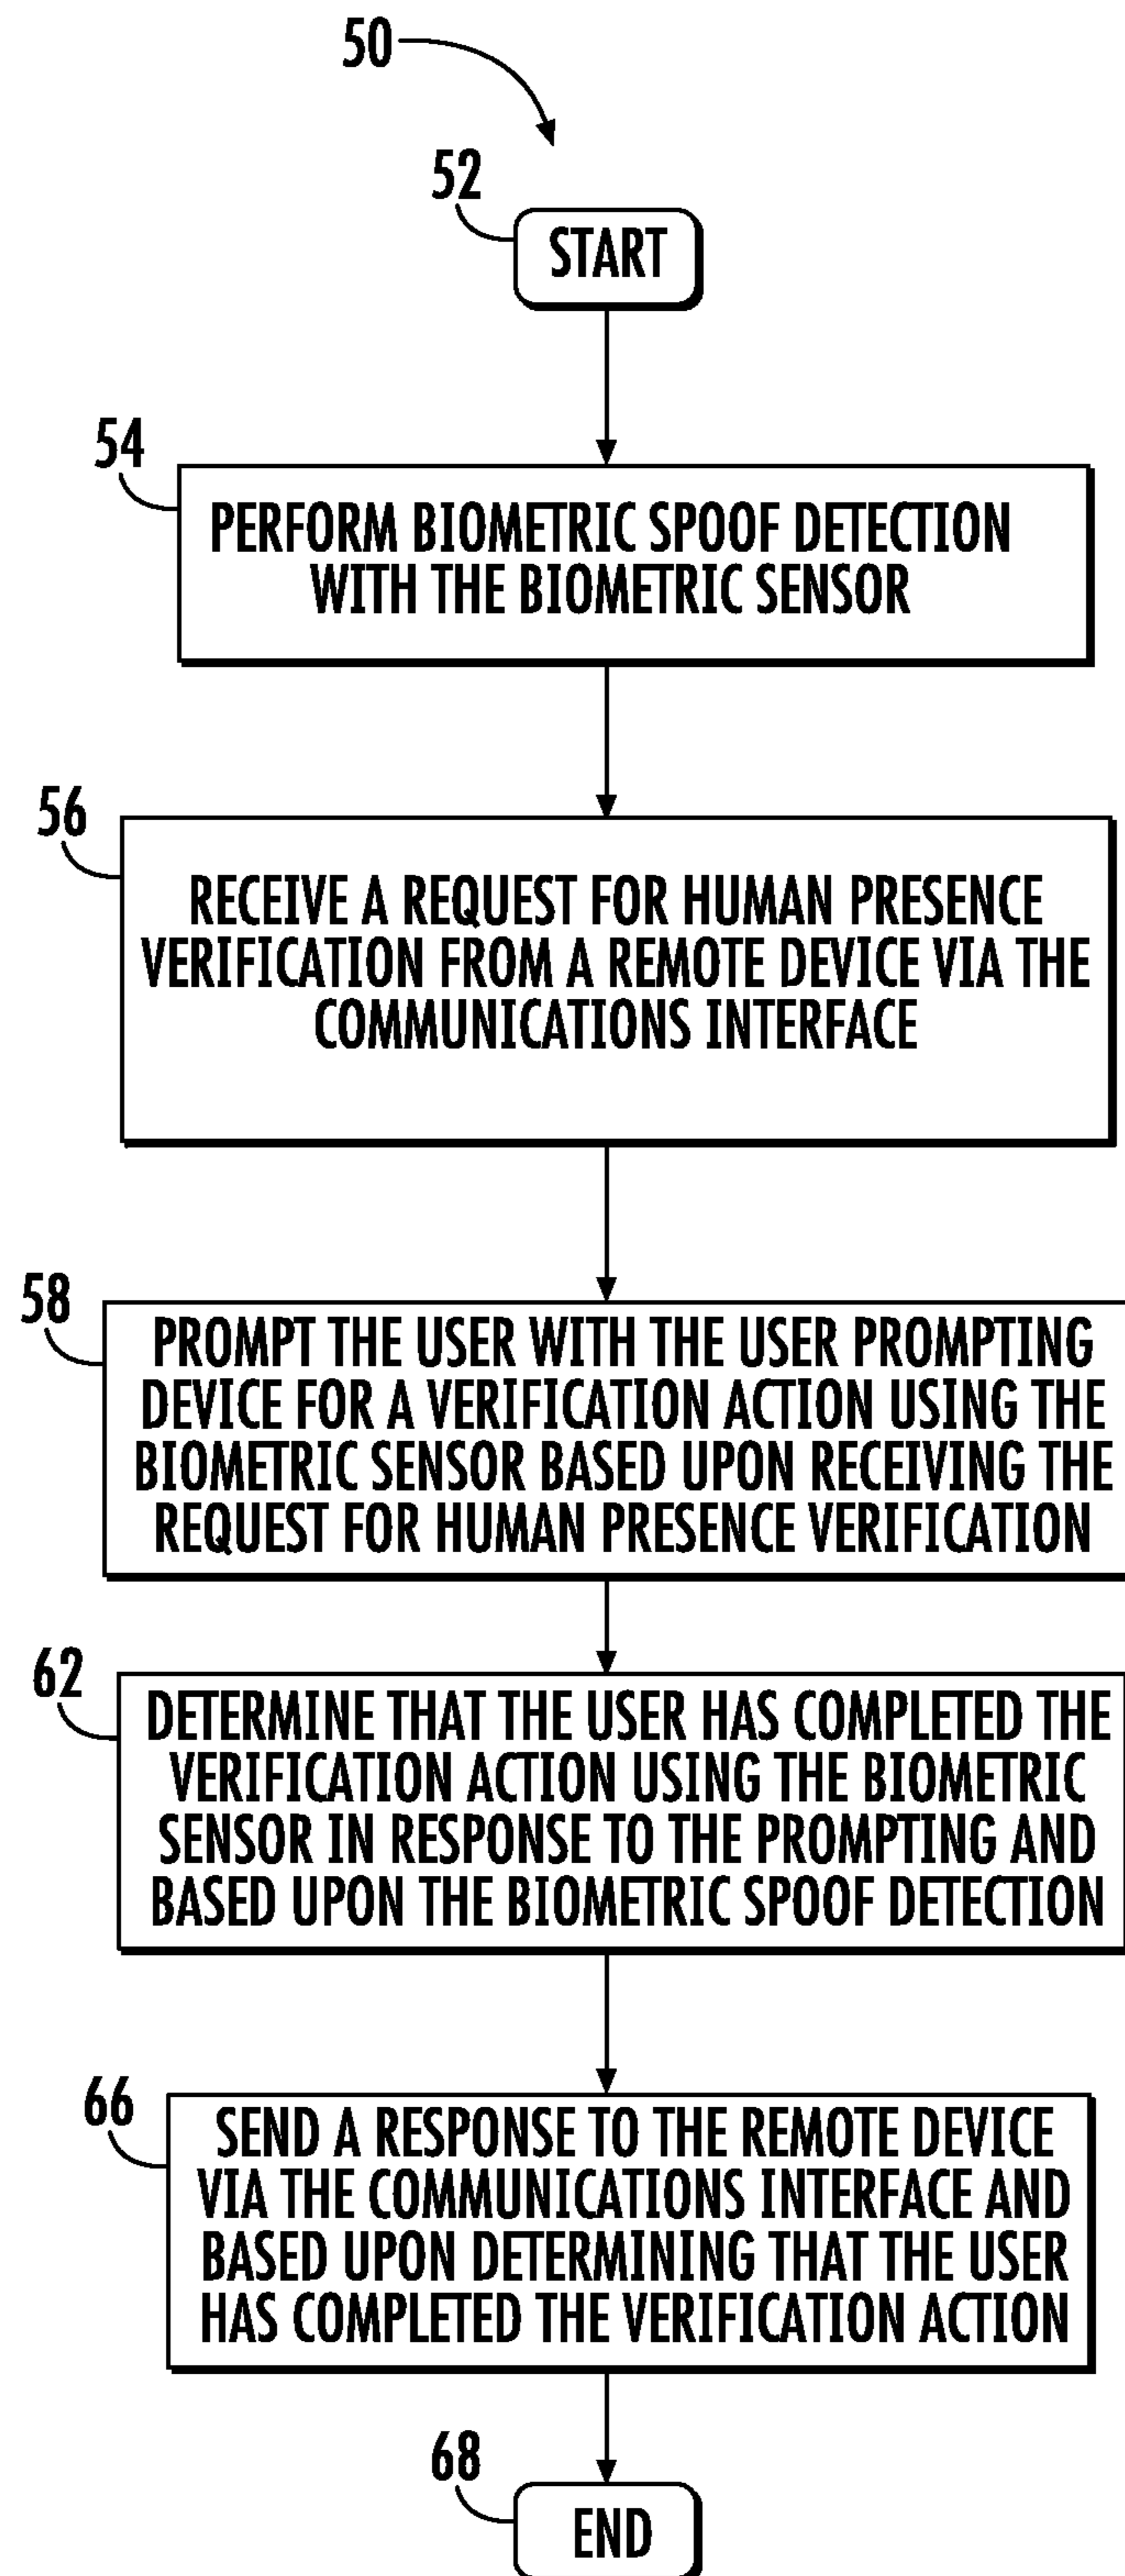 50
52
START
54
PERFORM BIOMETRIC SPOOF DETECTION
WITH THE BIOMETRIC SENSOR
56
RECEIVE A REQUEST FOR HUMAN PRESENCE
VERIFICATION FROM A REMOTE DEVICE VIA THE
COMMUNICATIONS INTERFACE
58
PROMPT THE USER WITH THE USER PROMPTING
DEVICE FOR A VERIFICATION ACTION USING THE
BIOMETRIC SENSOR BASED UPON RECEIVING THE
REQUEST FOR HUMAN PRESENCE VERIFICATION
62
DETERMINE THAT THE USER HAS COMPLETED THE
VERIFICATION ACTION USING THE BIOMETRIC
SENSOR IN RESPONSE TO THE PROMPTING AND
BASED UPON THE BIOMETRIC SPOOF DETECTION
66
SEND A RESPONSE TO THE REMOTE DEVICE
VIA THE COMMUNICATIONS INTERFACE AND
BASED UPON DETERMINING THAT THE USER
HAS COMPLETED THE VERIFICATION ACTION
68
END